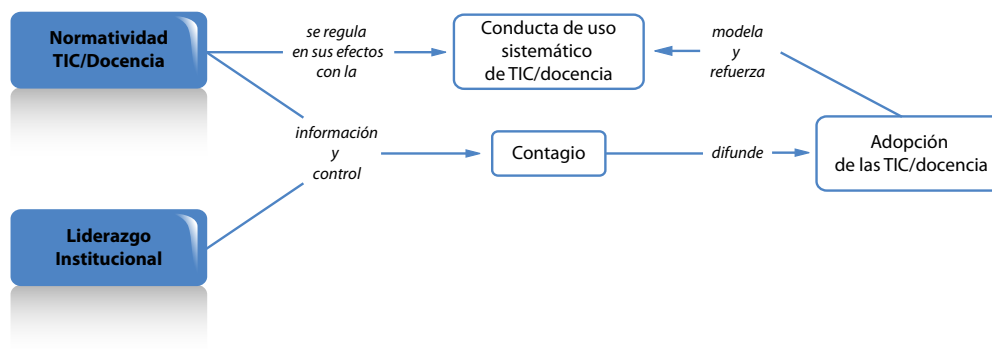 Normatividad
TIC/Docencia
se regula
en sus efectos
con la
Conducta de uso
sistemático
de TIC/docencia
modela
y
refuerza
información
y
control
Contagio
difunde
Adopción
de las TIC/docencia
Liderazgo
Institucional